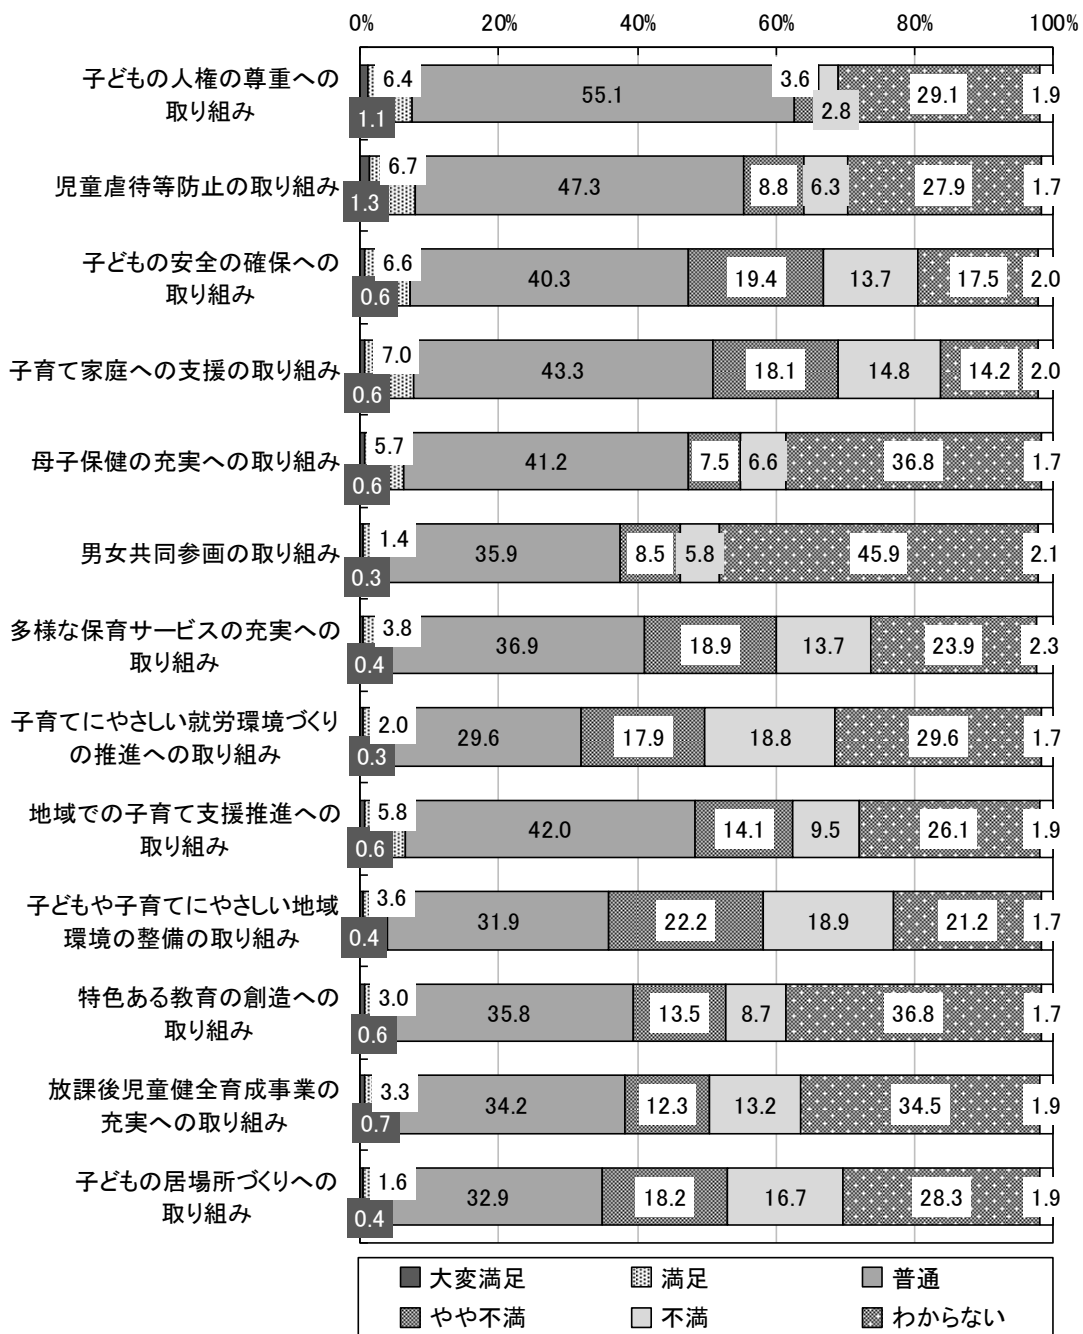 0% 20% 40% 60% 80% 100%
子どもの人権の尊重への
取り組み
1.1 6.4 55.1 3.6 2.8 29.1 1.9
児童虐待等防止の取り組み
1.3 6.7 47.3 8.8 6.3 27.9 1.7
子どもの安全の確保への
取り組み
0.6 6.6 40.3 19.4 13.7 17.5 2.0
子育て家庭への支援の取り組み
0.6 7.0 43.3 18.1 14.8 14.2 2.0
母子保健の充実への取り組み
0.6 5.7 41.2 7.5 6.6 36.8 1.7
男女共同参画の取り組み
0.3 1.4 35.9 8.5 5.8 45.9 2.1
多様な保育サービスの充実への
取り組み
0.4 3.8 36.9 18.9 13.7 23.9 2.3
子育てにやさしい就労環境づくり
の推進への取り組み
0.3 2.0 29.6 17.9 18.8 29.6 1.7
地域での子育て支援推進への
取り組み
0.6 5.8 42.0 14.1 9.5 26.1 1.9
子どもや子育てにやさしい地域
環境の整備の取り組み
0.4 3.6 31.9 22.2 18.9 21.2 1.7
特色ある教育の創造への
取り組み
0.6 3.0 35.8 13.5 8.7 36.8 1.7
放課後児童健全育成事業の
充実への取り組み
0.7 3.3 34.2 12.3 13.2 34.5 1.9
子どもの居場所づくりへの
取り組み
0.4 1.6 32.9 18.2 16.7 28.3 1.9
大変満足 満足 普通
やや不満 不満 わからない